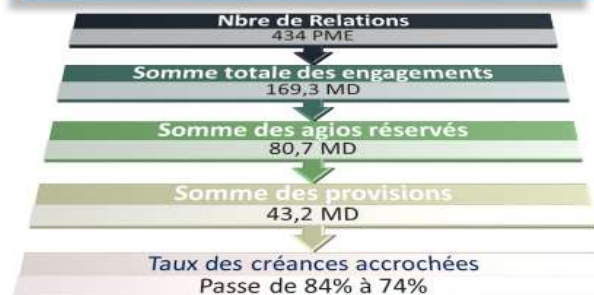 Nbre de Relations
434 PME
Somme totale des engagements
169,3 MD
Somme des agios réservés
80,7 MD
Somme des provisions
43,2 MD
Taux des créances accrochées
Passe de 84% à 74%